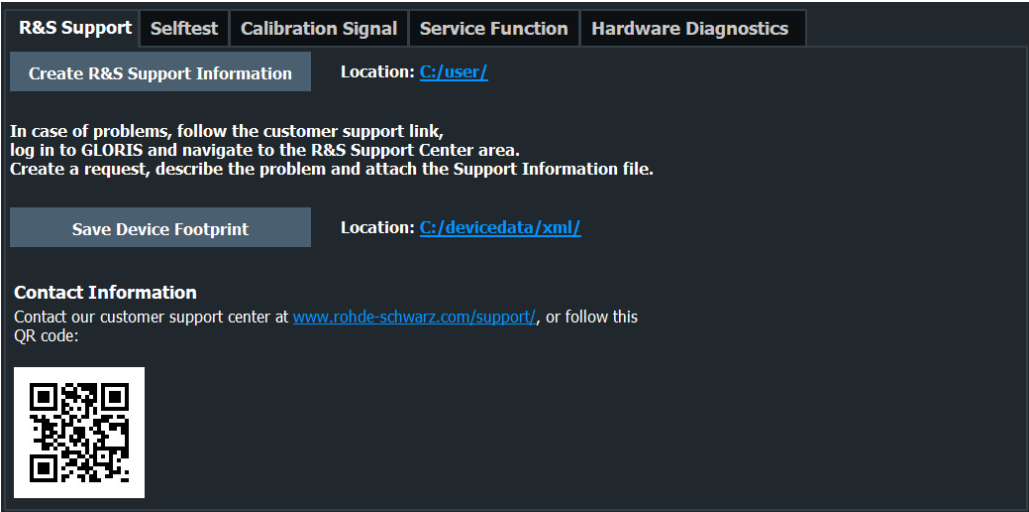 R&S Support Selftest Calibration Signal Service Function Hardware Diagnostics
Create R&S Support Information Location: C:/user/
In case of problems, follow the customer support link,
log in to GLORIS and navigate to the R&S Support Center area.
Create a request, describe the problem and attach the Support Information file.
Save Device Footprint Location: C:/devicedata/xml/
Contact Information
Contact our customer support center at www.rohde-schwarz.com/support/, or follow this
QR code: